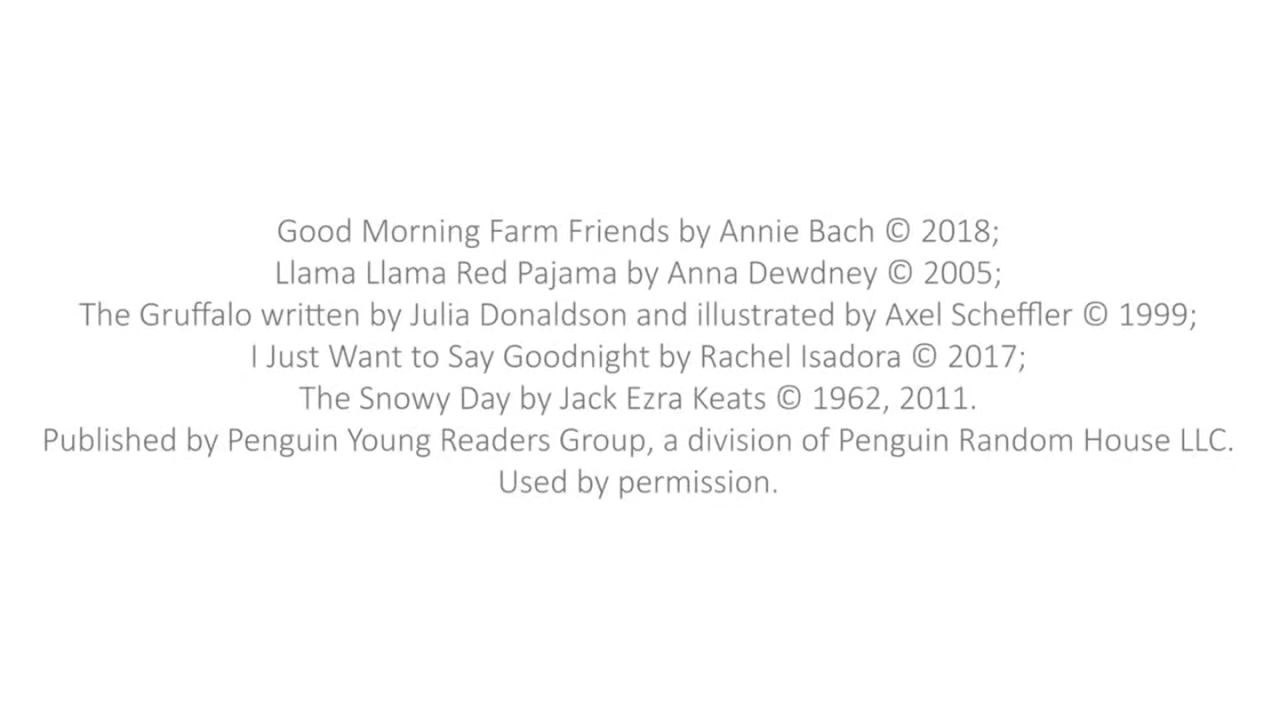 Good Morning Farm Friends by Annie Bach © 2018;
Llama Llama Red Pajama by Anna Dewdney © 2005;
The Gruffalo written by Julia Donaldson and illustrated by Axel Scheffler © 1999;
I Just Want to Say Goodnight by Rachel Isadora © 2017;
The Snowy Day by Jack Ezra Keats © 1962, 2011.
Published by Penguin Young Readers Group, a division of Penguin Random House LLC.
Used by permission.